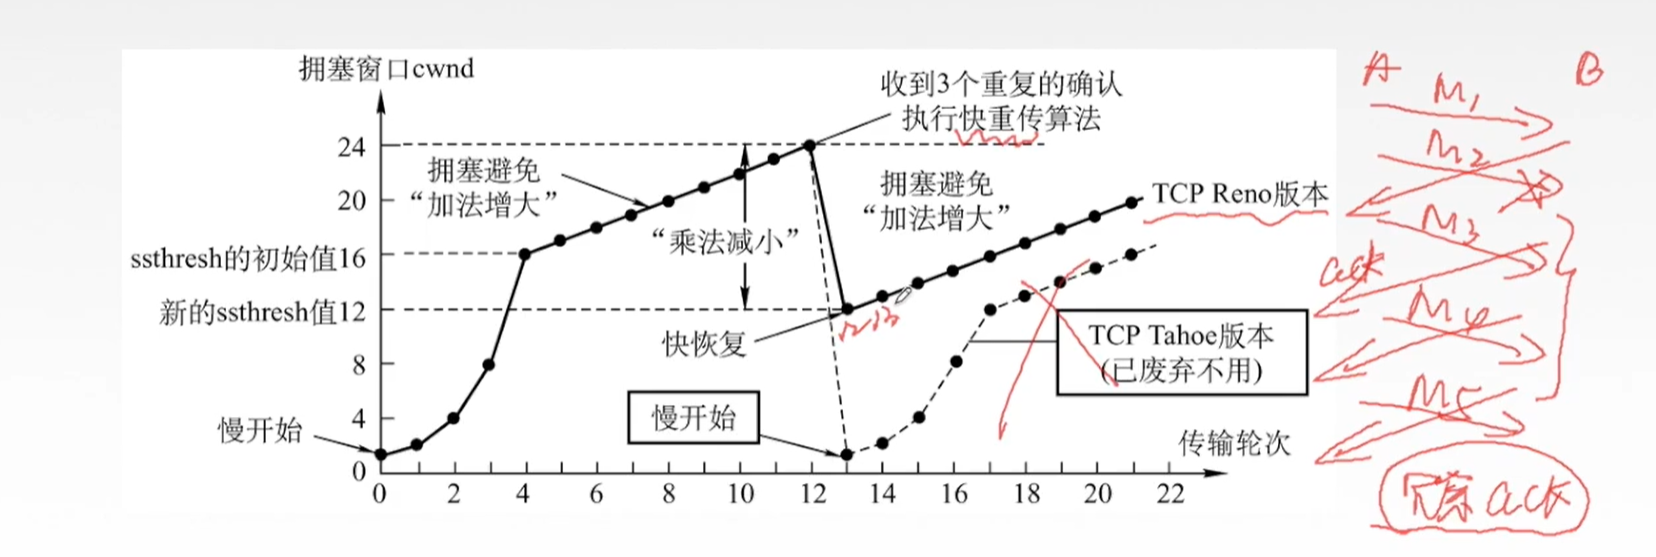 拥塞窗口cwnd
收到3个重复的确认
执行快重传算法
24
拥塞避免
“加法增大”
拥塞避免
“加法增大”
20
TCP Reno版本
“乘法减小”
ssthresh的初始值16
新的ssthresh值12
12 13
快恢复
TCP Tahoe版本
(已废弃不用)
8
慢开始
4
慢开始
传输轮次
0
0 2 4 6 8 10 12 14 16 18 20 22
A B
M1
M2
M3
ack
M4
M5
冗余ack